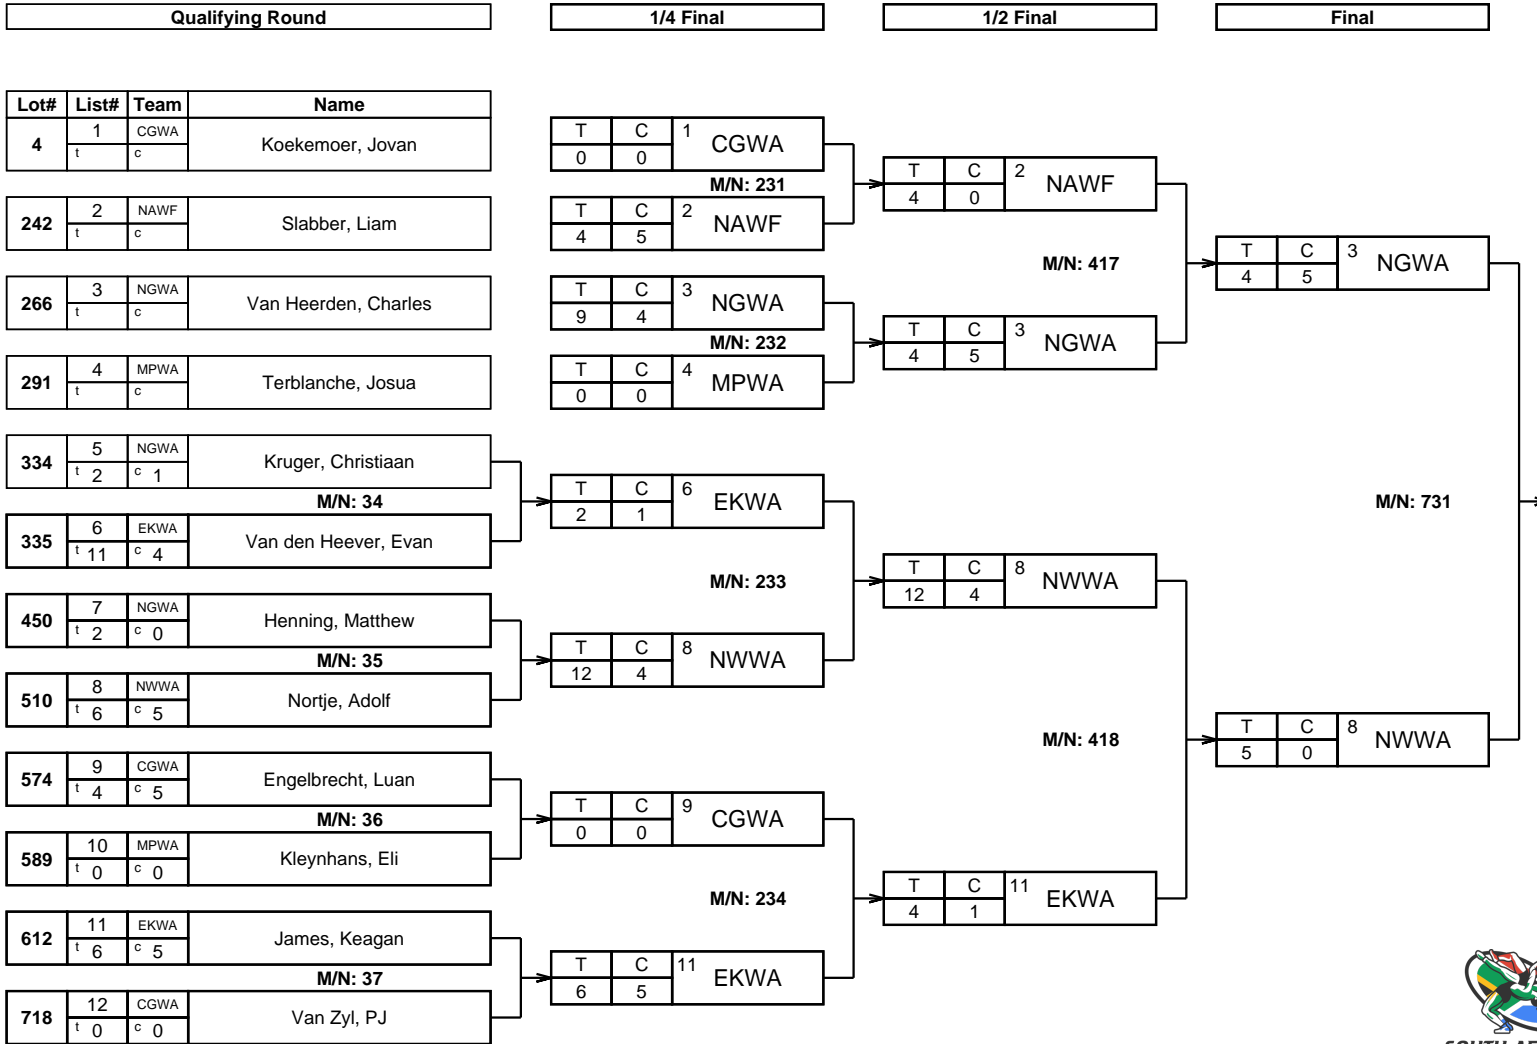 Qualifying Round 1/4 Final 1/2 Final Final
Lot# List# Team Name
4 1 CGWA Koekemoer, Jovan
t c
T C 1 CGWA
0 0
M/N: 231
T C 2 NAWF
4 0
242 2 NAWF Slabber, Liam
t c
T C 2 NAWF
4 5
M/N: 417
T C 3 NGWA
4 5
266 3 NGWA Van Heerden, Charles
t c
T C 3 NGWA
9 4
M/N: 232
T C 3 NGWA
4 5
291 4 MPWA Terblanche, Josua
t c
T C 4 MPWA
0 0
334 5 NGWA Kruger, Christiaan
t 2 c 1
M/N: 34
T C 6 EKWA
2 1
M/N: 731
335 6 EKWA Van den Heever, Evan
t 11 c 4
M/N: 233
T C 8 NWWA
12 4
450 7 NGWA Henning, Matthew
t 2 c 0
M/N: 35
T C 8 NWWA
12 4
510 8 NWWA Nortje, Adolf
t 6 c 5
M/N: 418
T C 8 NWWA
5 0
574 9 CGWA Engelbrecht, Luan
t 4 c 5
M/N: 36
T C 9 CGWA
0 0
589 10 MPWA Kleynhans, Eli
t 0 c 0
M/N: 234
T C 11 EKWA
4 1
612 11 EKWA James, Keagan
t 6 c 5
M/N: 37
T C 11 EKWA
6 5
718 12 CGWA Van Zyl, PJ
t 0 c 0